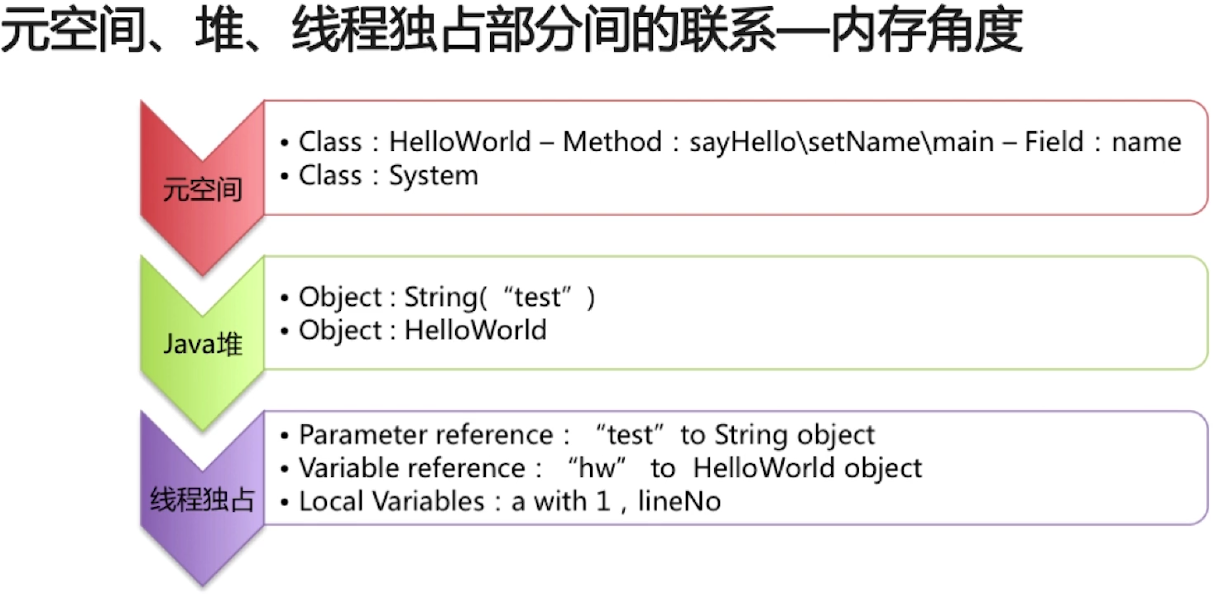 元空间、堆、线程独占部分间的联系—内存角度
元空间
• Class：HelloWorld – Method：sayHello\setName\main – Field：name
• Class：System
Java堆
• Object : String(“test”)
• Object : HelloWorld
线程独占
• Parameter reference：“test” to String object
• Variable reference：“hw” to HelloWorld object
• Local Variables：a with 1 , lineNo